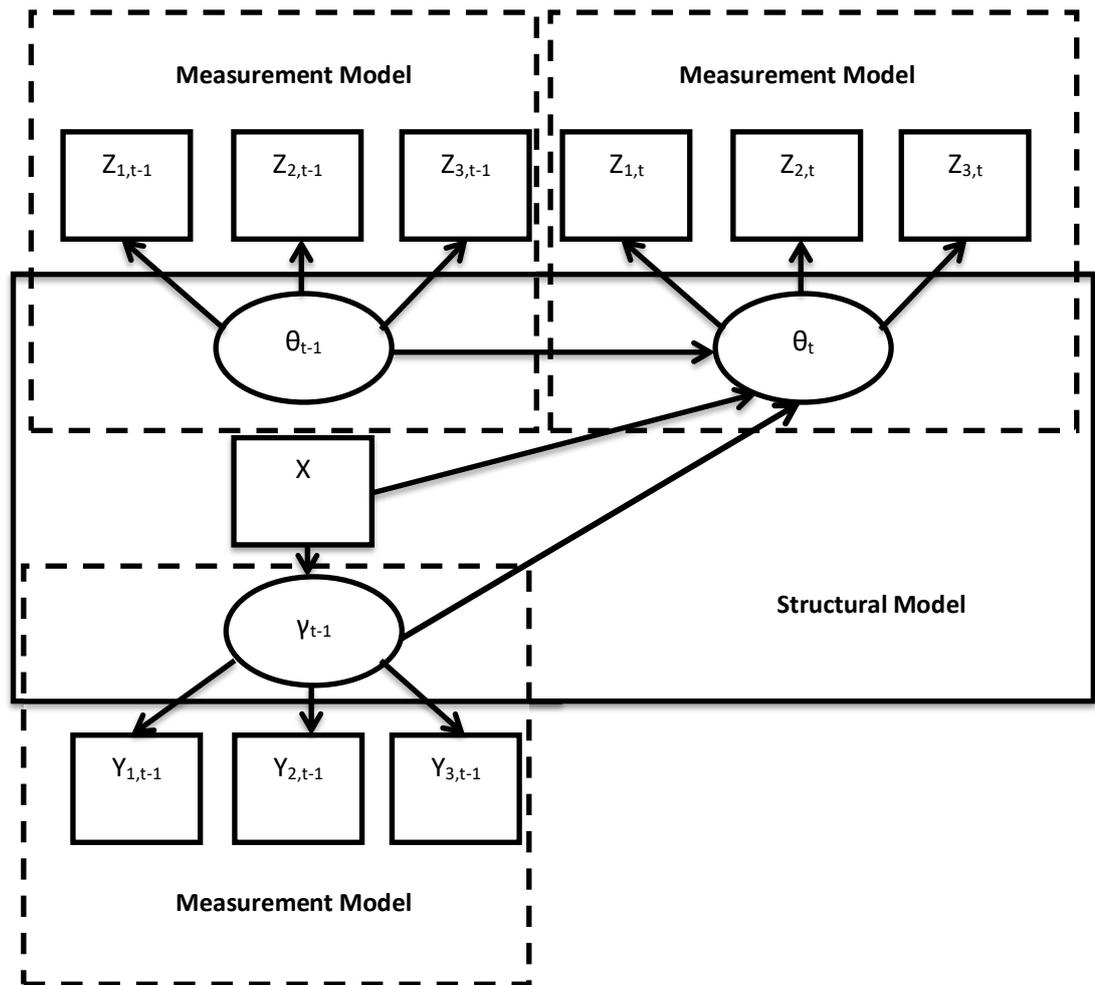 Measurement Model
Measurement Model
Z1,t-1
Z2,t-1
Z3,t-1
Z1,t
Z2,t
Z3,t
θt-1
θt
X
γt-1
Structural Model
Y1,t-1
Y2,t-1
Y3,t-1
Measurement Model